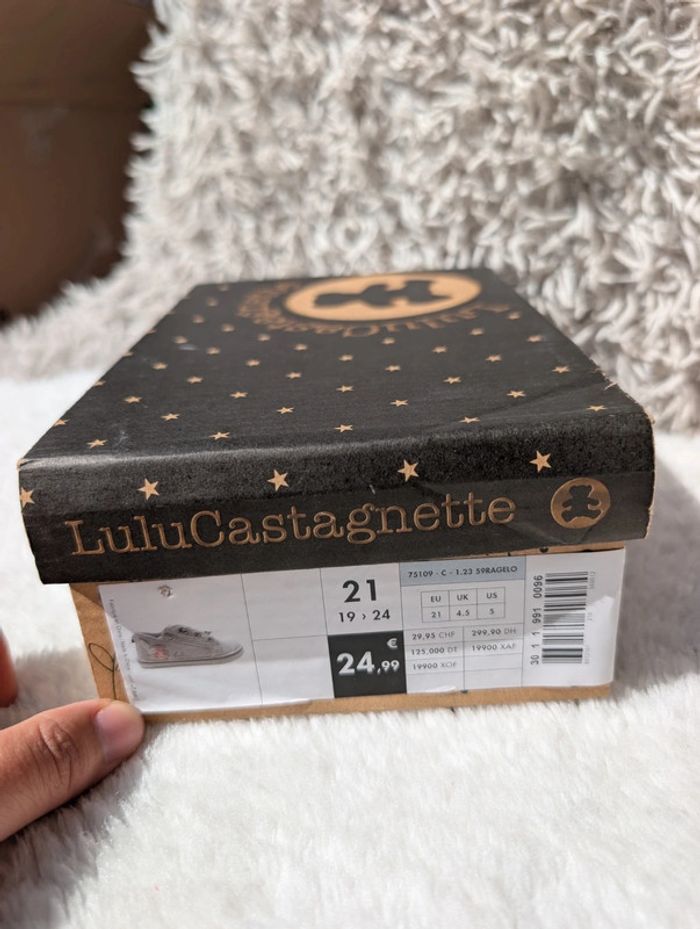 LuluCastagnette
LuluCastagnette
21
19 > 24
75109 - C - 1.23 59RAGELO
EU UK US
21 4.5 5
€
24,99
29,95 CHF 299,90 DH
125,000 DT 19900 XAF
19900 XOF
30 1 1 991 0096